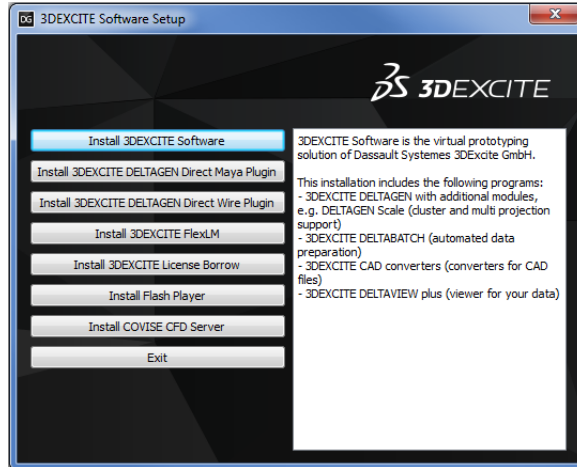 DG 3DEXCITE Software Setup
3DS 3DEXCITE
Install 3DEXCITE Software
Install 3DEXCITE DELTAGEN Direct Maya Plugin
Install 3DEXCITE DELTAGEN Direct Wire Plugin
Install 3DEXCITE FlexLM
Install 3DEXCITE License Borrow
Install Flash Player
Install COVISE CFD Server
Exit
3DEXCITE Software is the virtual prototyping
solution of Dassault Systemes 3DExcite GmbH.
This installation includes the following programs:
- 3DEXCITE DELTAGEN with additional modules,
e.g. DELTAGEN Scale (cluster and multi projection
support)
- 3DEXCITE DELTABATCH (automated data
preparation)
- 3DEXCITE CAD converters (converters for CAD
files)
- 3DEXCITE DELTAVIEW plus (viewer for your data)